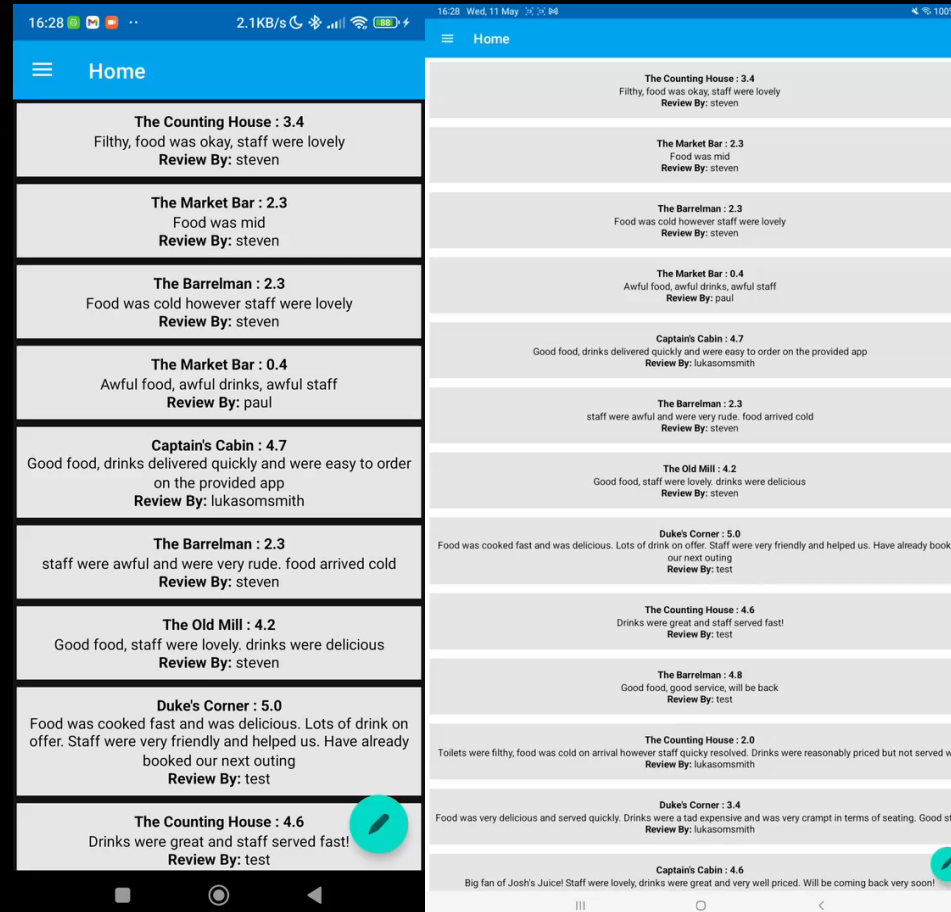 16:28
2.1KB/s
88
Home
The Counting House : 3.4
Filthy, food was okay, staff were lovely
Review By: steven
The Market Bar : 2.3
Food was mid
Review By: steven
The Barrelman : 2.3
Food was cold however staff were lovely
Review By: steven
The Market Bar : 0.4
Awful food, awful drinks, awful staff
Review By: paul
Captain's Cabin : 4.7
Good food, drinks delivered quickly and were easy to order
on the provided app
Review By: lukasomsmith
The Barrelman : 2.3
staff were awful and were very rude. food arrived cold
Review By: steven
The Old Mill : 4.2
Good food, staff were lovely. drinks were delicious
Review By: steven
Duke's Corner : 5.0
Food was cooked fast and was delicious. Lots of drink on
offer. Staff were very friendly and helped us. Have already
booked our next outing
Review By: test
The Counting House : 4.6
Drinks were great and staff served fast!
Review By: test
16:28 Wed, 11 May
100%
Home
The Counting House : 3.4
Filthy, food was okay, staff were lovely
Review By: steven
The Market Bar : 2.3
Food was mid
Review By: steven
The Barrelman : 2.3
Food was cold however staff were lovely
Review By: steven
The Market Bar : 0.4
Awful food, awful drinks, awful staff
Review By: paul
Captain's Cabin : 4.7
Good food, drinks delivered quickly and were easy to order on the provided app
Review By: lukasomsmith
The Barrelman : 2.3
staff were awful and were very rude. food arrived cold
Review By: steven
The Old Mill : 4.2
Good food, staff were lovely. drinks were delicious
Review By: steven
Duke's Corner : 5.0
Food was cooked fast and was delicious. Lots of drink on offer. Staff were very friendly and helped us. Have already book
our next outing
Review By: test
The Counting House : 4.6
Drinks were great and staff served fast!
Review By: test
The Barrelman : 4.8
Good food, good service, will be back
Review By: test
The Counting House : 2.0
Toilets were filthy, food was cold on arrival however staff quicky resolved. Drinks were reasonably priced but not served w
Review By: lukasomsmith
Duke's Corner : 3.4
Food was very delicious and served quickly. Drinks were a tad expensive and was very crampt in terms of seating. Good st
Review By: lukasomsmith
Captain's Cabin : 4.6
Big fan of Josh's Juice! Staff were lovely, drinks were great and very well priced. Will be coming back very soon!